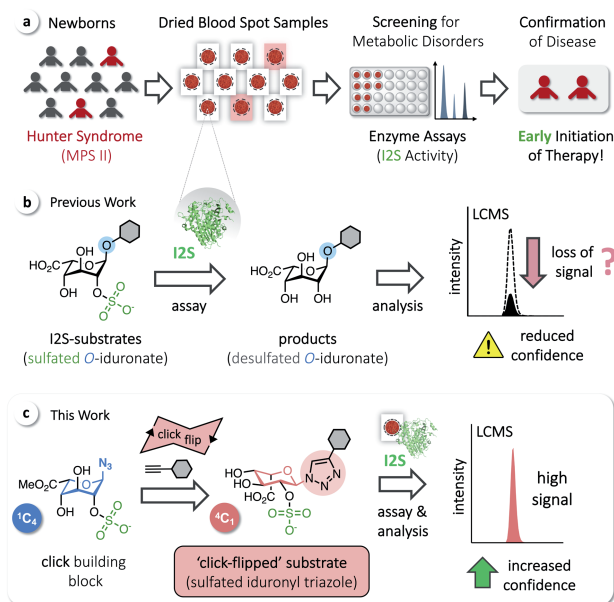 a
Newborns
Dried Blood Spot Samples
Screening for
Metabolic Disorders
Confirmation
of Disease
Hunter Syndrome
(MPS II)
Enzyme Assays
(I2S Activity)
Early Initiation
of Therapy!
b
Previous Work
I2S
OH
O
O
HO₂C
OH
O
S
O
O
O⁻
assay
OH
O
O
HO₂C
OH
OH
analysis
LCMS
intensity
loss of
signal
?
I2S-substrates
(sulfated O-iduronate)
products
(desulfated O-iduronate)
!
reduced
confidence
c
This Work
click
flip
I2S
LCMS
OH
N₃
O
MeO₂C
OH
O
S
O
O
O⁻
¹C₄
HO
HO
O
N
N
N
HO₂C
O
O=S=O
O⁻
⁴C₁
assay &
analysis
intensity
high
signal
click building
block
'click-flipped' substrate
(sulfated iduronyl triazole)
increased
confidence